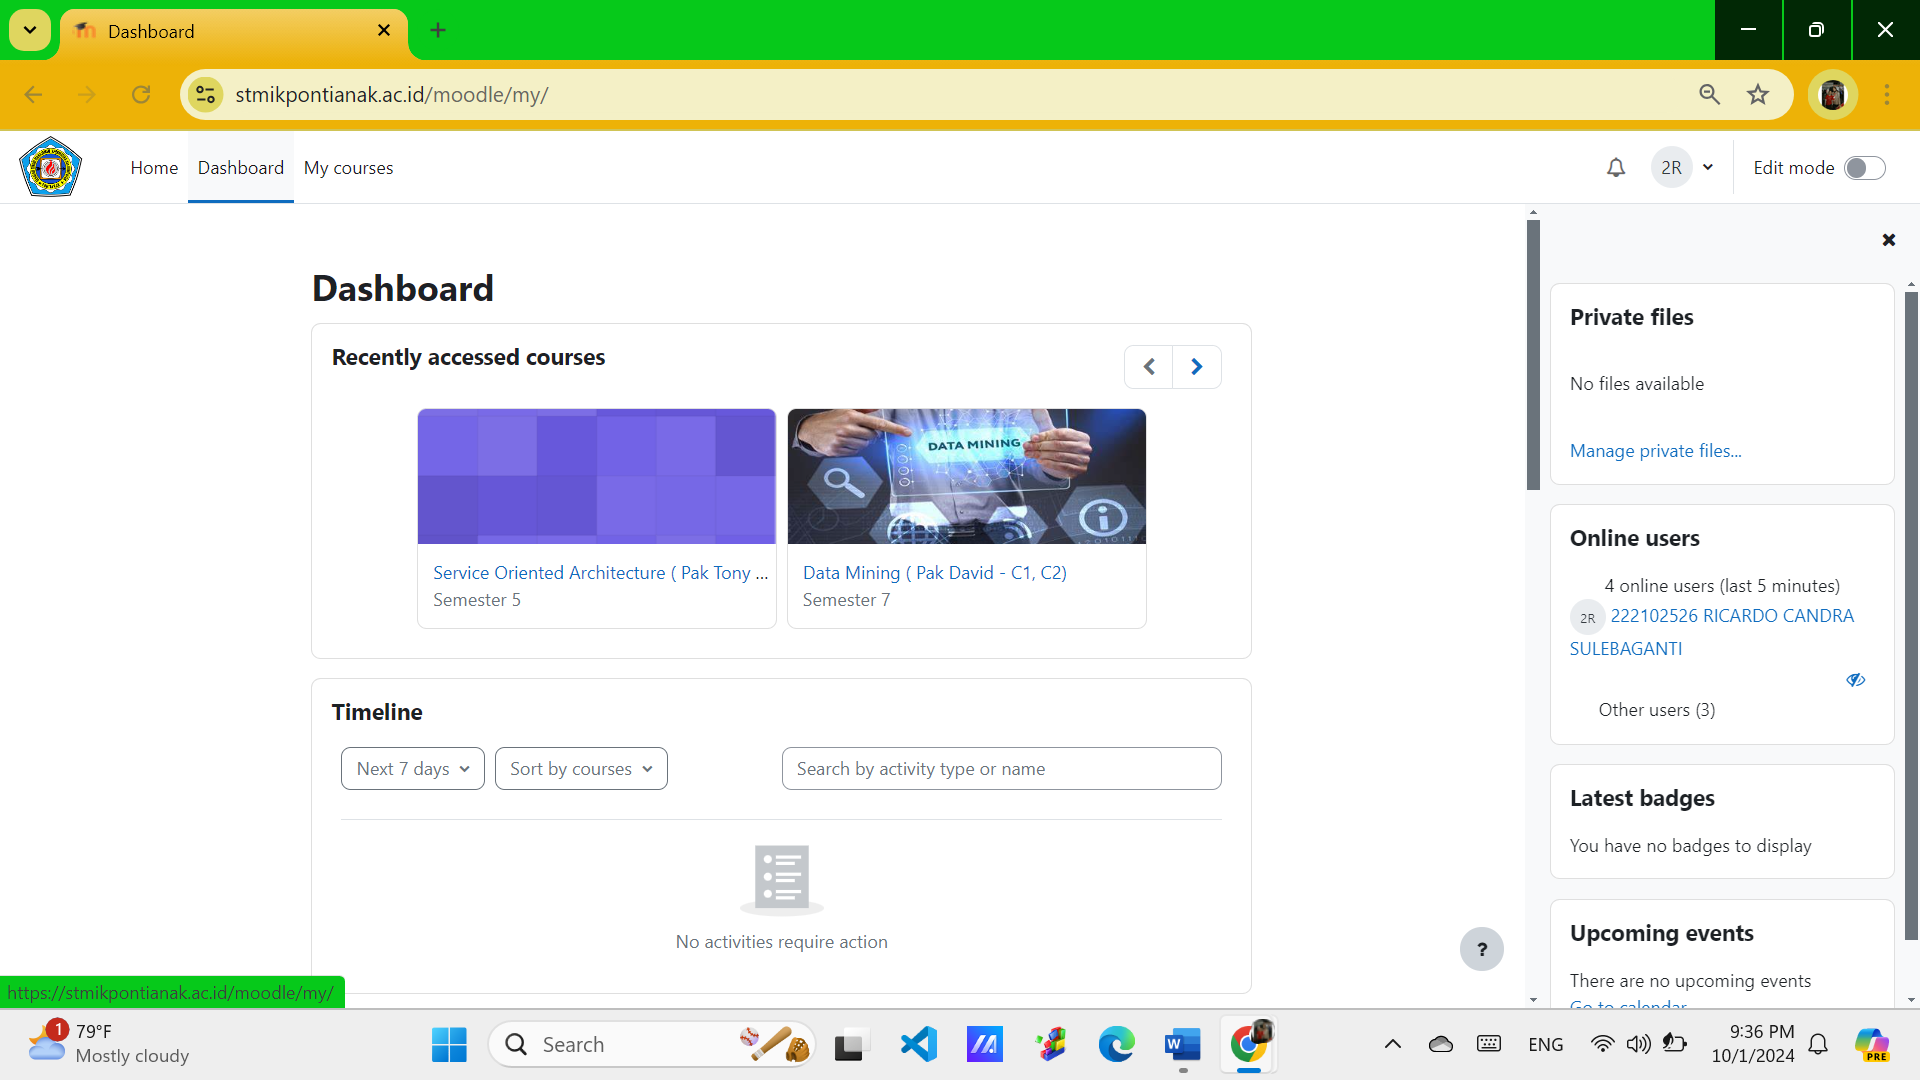 Dashboard
stmikpontianak.ac.id/moodle/my/
Home
Dashboard
My courses
2R
Edit mode
Dashboard
Recently accessed courses
DATA MINING
Service Oriented Architecture ( Pak Tony ...
Semester 5
Data Mining ( Pak David - C1, C2)
Semester 7
Timeline
Next 7 days
Sort by courses
Search by activity type or name
No activities require action
Private files
No files available
Manage private files...
Online users
4 online users (last 5 minutes)
2R 222102526 RICARDO CANDRA
SULEBAGANTI
Other users (3)
Latest badges
You have no badges to display
Upcoming events
There are no upcoming events
Go to calendar
?
https://stmikpontianak.ac.id/moodle/my/
1
79°F
Mostly cloudy
Search
W
ENG
9:36 PM
10/1/2024
PRE